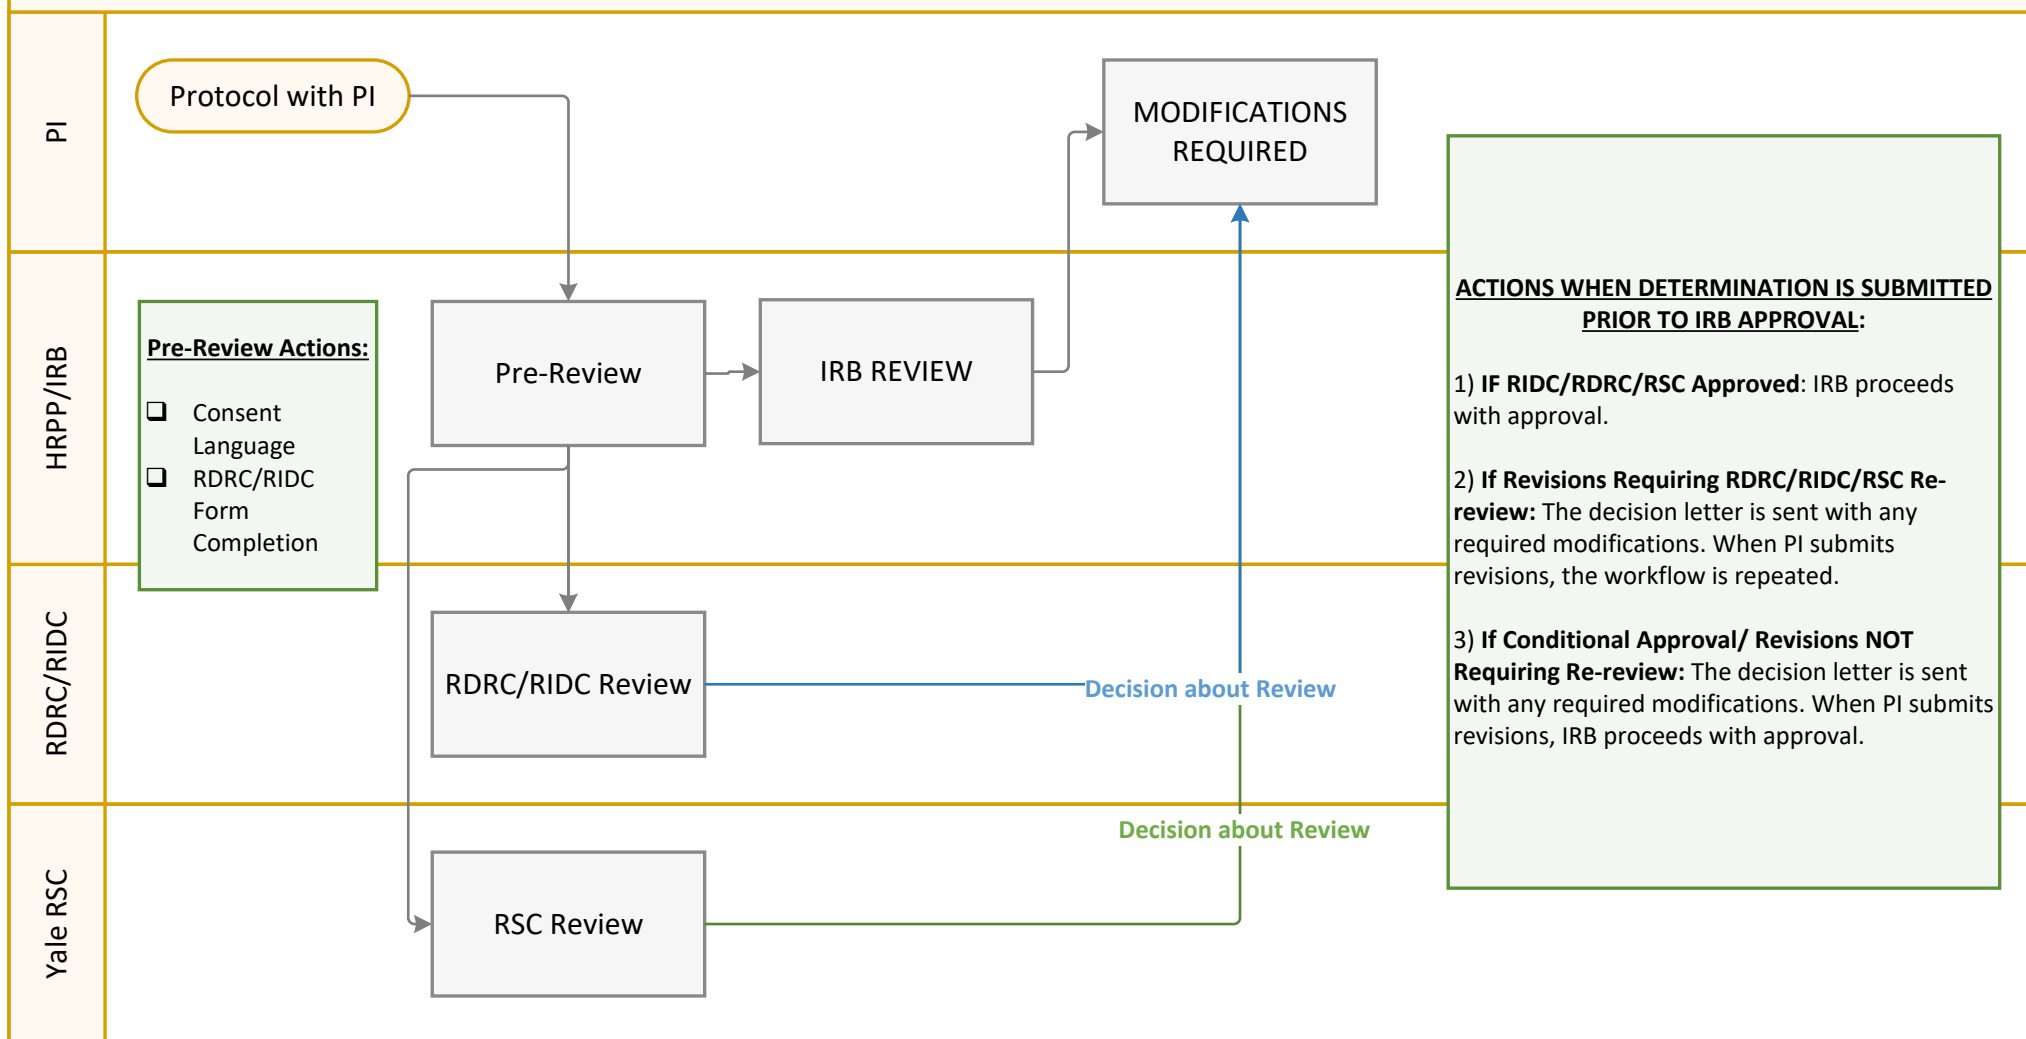 PI
Protocol with PI
MODIFICATIONS
REQUIRED
HRPP/IRB
Pre-Review Actions:
❑ Consent
Language
❑ RDRC/RIDC
Form
Completion
Pre-Review
IRB REVIEW
RDRC/RIDC
RDRC/RIDC Review
Decision about Review
Yale RSC
RSC Review
Decision about Review
ACTIONS WHEN DETERMINATION IS SUBMITTED
PRIOR TO IRB APPROVAL:
1) IF RIDC/RDRC/RSC Approved: IRB proceeds
with approval.
2) If Revisions Requiring RDRC/RIDC/RSC Re-
review: The decision letter is sent with any
required modifications. When PI submits
revisions, the workflow is repeated.
3) If Conditional Approval/ Revisions NOT
Requiring Re-review: The decision letter is sent
with any required modifications. When PI submits
revisions, IRB proceeds with approval.